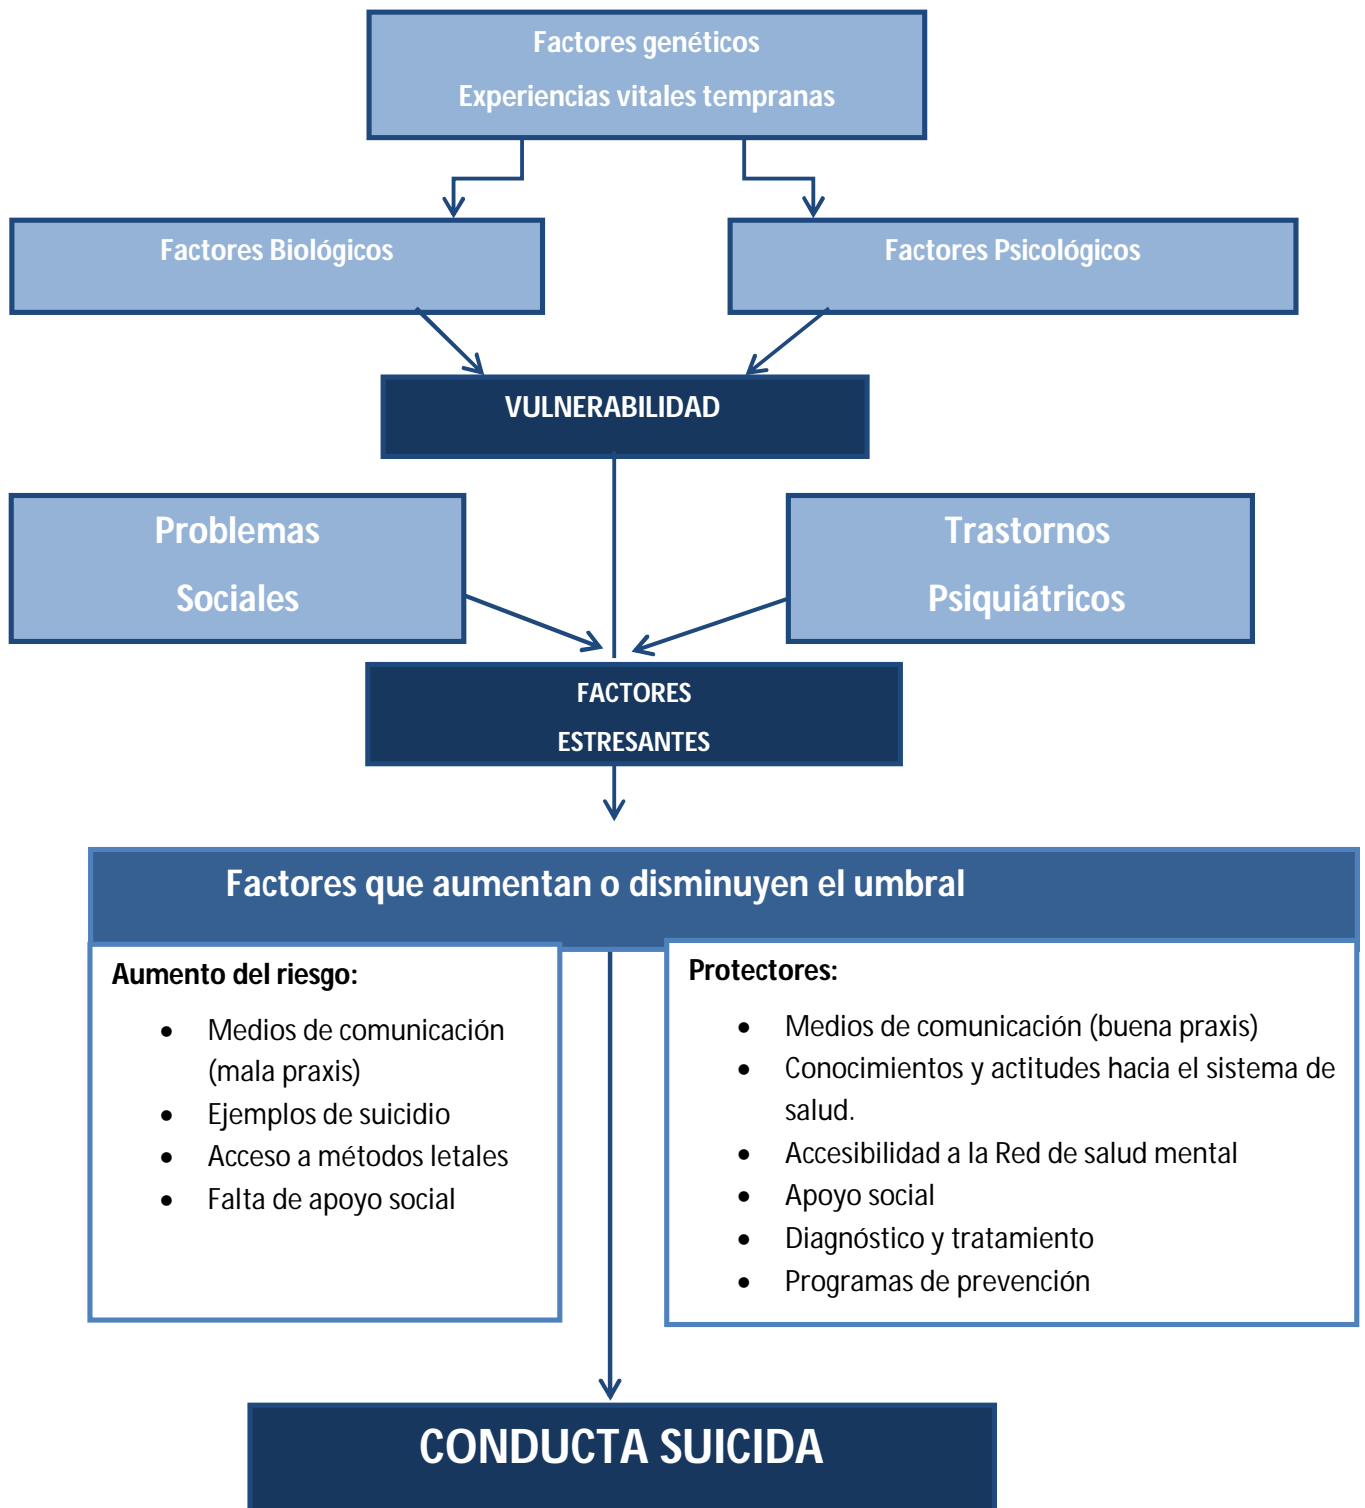 Factores genéticos
Experiencias vitales tempranas
Factores Biológicos
Factores Psicológicos
VULNERABILIDAD
Problemas
Sociales
Trastornos
Psiquiátricos
FACTORES
ESTRESANTES
Factores que aumentan o disminuyen el umbral
Aumento del riesgo:
• Medios de comunicación
(mala praxis)
• Ejemplos de suicidio
• Acceso a métodos letales
• Falta de apoyo social
Protectores:
• Medios de comunicación (buena praxis)
• Conocimientos y actitudes hacia el sistema de
salud.
• Accesibilidad a la Red de salud mental
• Apoyo social
• Diagnóstico y tratamiento
• Programas de prevención
CONDUCTA SUICIDA